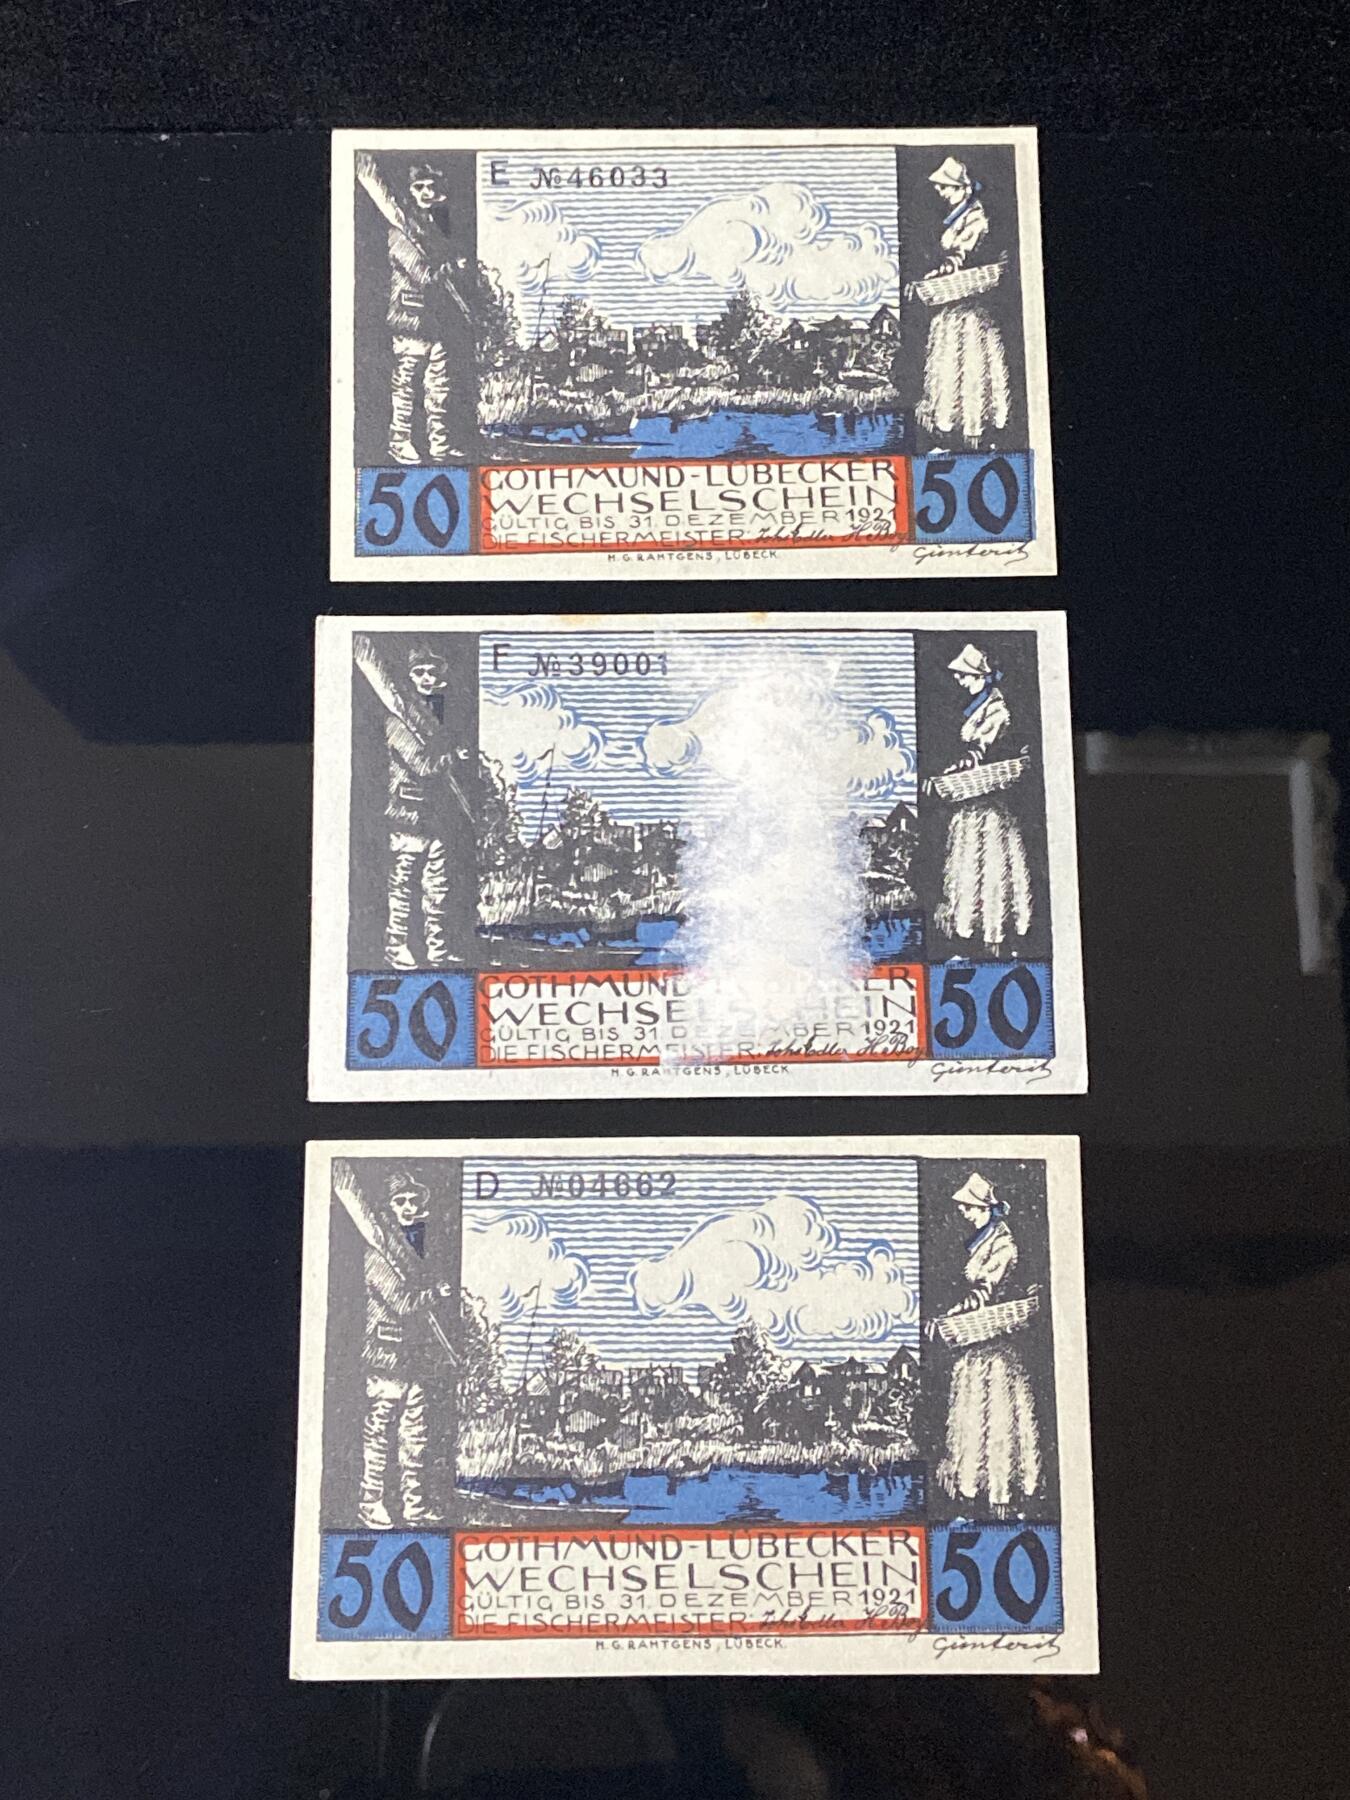 E №46033
50 50
GOTHMUND-LÜBECKER
WECHSELSCHEIN
GÜLTIG BIS 31. DEZEMBER 1921
DIE FISCHERMEISTER:
H.G. RAHTGENS, LÜBECK.
F №39001
50 50
GOTHMUND
WECHSELSCHEIN
GÜLTIG BIS 31. DEZEMBER 1921
DIE FISCHERMEISTER:
H.G. RAHTGENS, LÜBECK
D №04662
50 50
GOTHMUND-LÜBECKER
WECHSELSCHEIN
GÜLTIG BIS 31. DEZEMBER 1921
DIE FISCHERMEISTER:
H.G. RAHTGENS, LÜBECK.